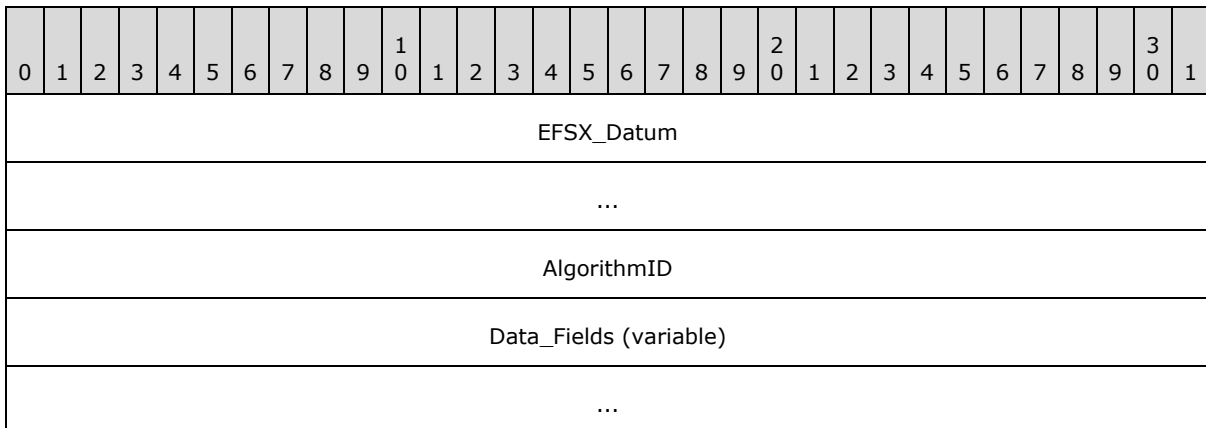 1 2 3
0 1 2 3 4 5 6 7 8 9 0 1 2 3 4 5 6 7 8 9 0 1 2 3 4 5 6 7 8 9 0 1
EFSX_Datum
...
AlgorithmID
Data_Fields (variable)
...